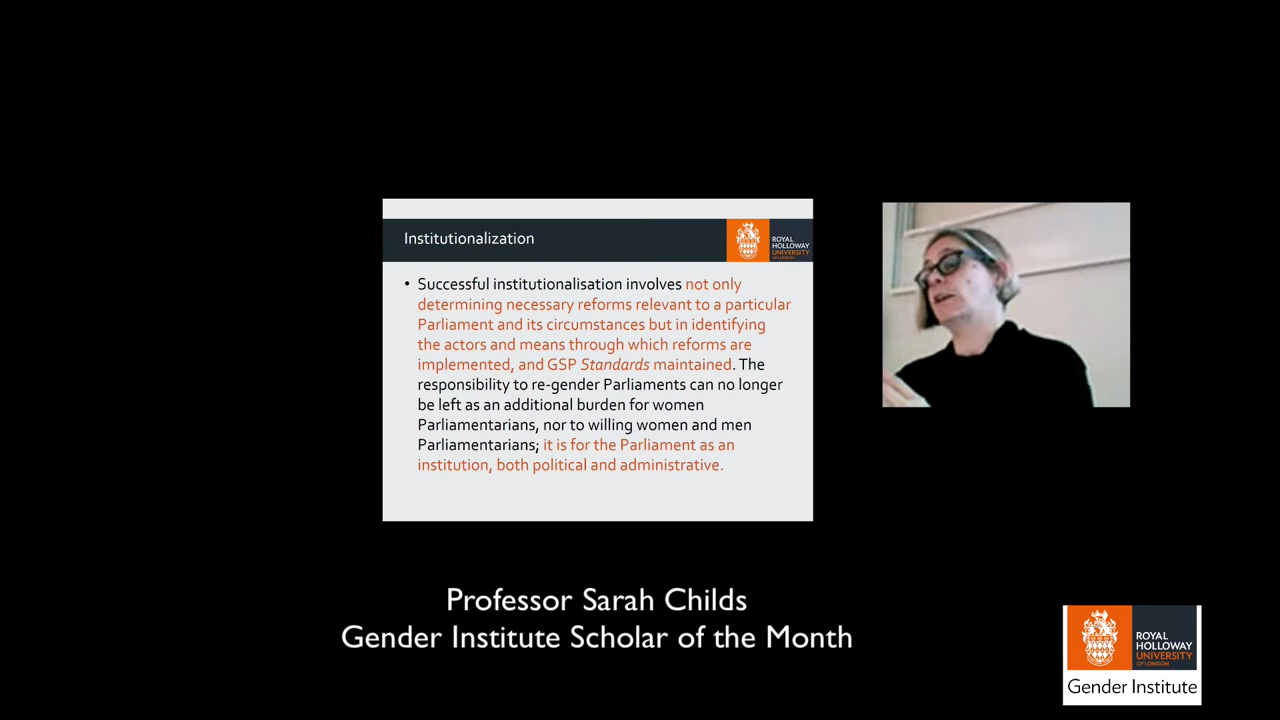 Institutionalization
ROYAL
HOLLOWAY
UNIVERSITY
OF LONDON
• Successful institutionalisation involves not only
determining necessary reforms relevant to a particular
Parliament and its circumstances but in identifying
the actors and means through which reforms are
implemented, and GSP Standards maintained. The
responsibility to re-gender Parliaments can no longer
be left as an additional burden for women
Parliamentarians, nor to willing women and men
Parliamentarians; it is for the Parliament as an
institution, both political and administrative.
Professor Sarah Childs
Gender Institute Scholar of the Month
ROYAL
HOLLOWAY
UNIVERSITY
OF LONDON
Gender Institute